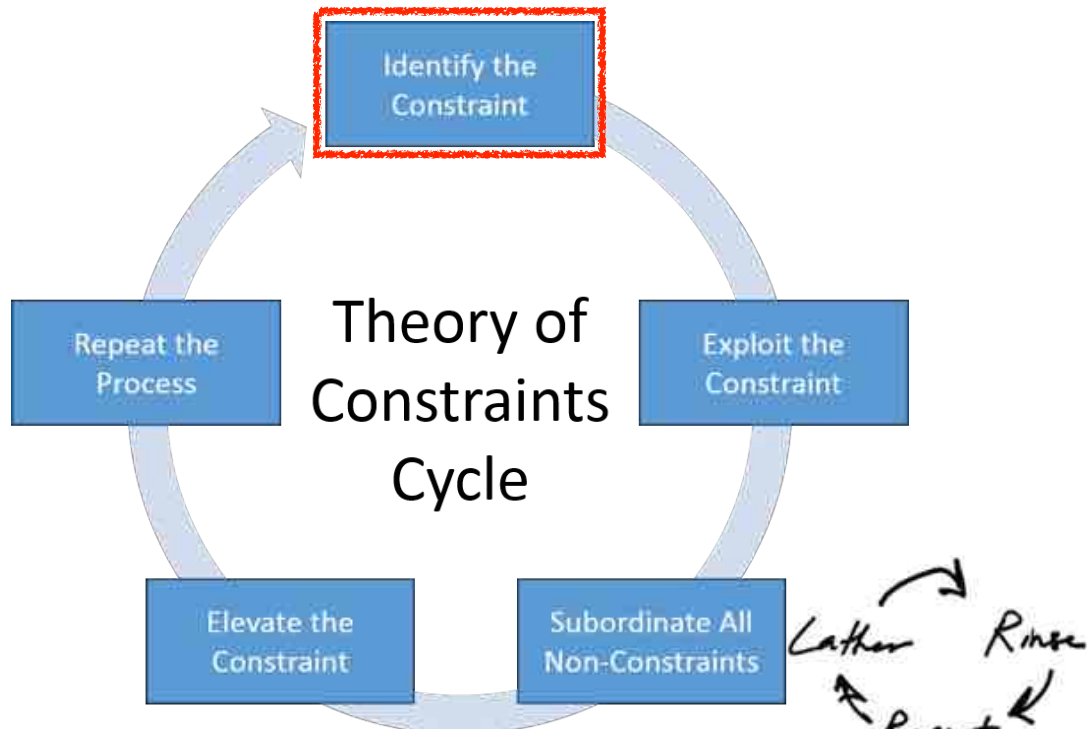 Identify the
Constraint
Theory of
Constraints
Cycle
Repeat the
Process
Exploit the
Constraint
Elevate the
Constraint
Subordinate All
Non-Constraints
Lather
Rinse